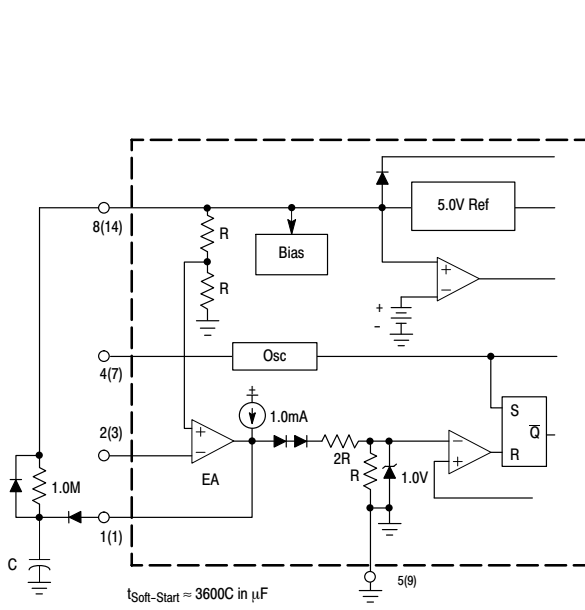 8(14)
R
R
Bias
5.0V Ref
+
−
+
−
4(7)
Osc
+
1.0mA
2(3)
+
−
EA
2R
R
1.0V
−
+
S
Q̅
R
1.0M
1(1)
C
5(9)
tSoft−Start ≈ 3600C in μF